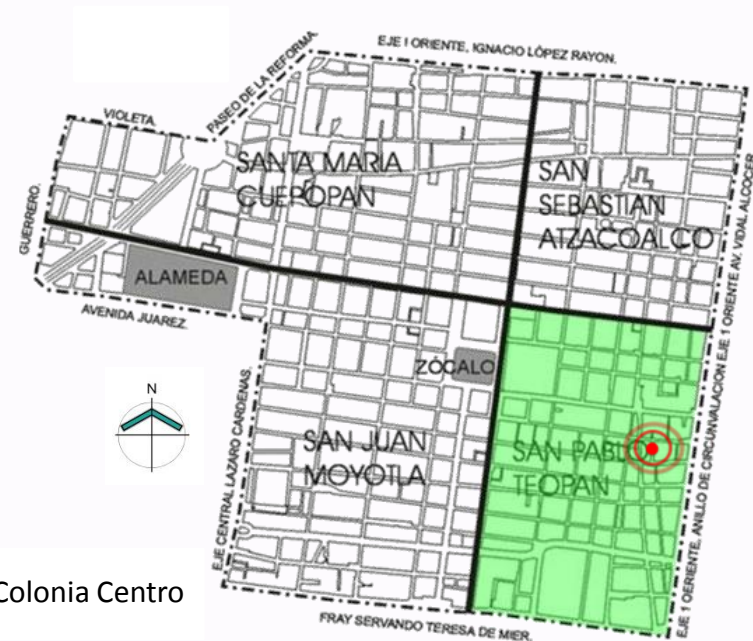 EJE I ORIENTE, IGNACIO LÓPEZ RAYON.
PASEO DE LA REFORMA.
VIOLETA.
SANTA MARIA
CUEPOPAN
SAN
SEBASTIAN
ATZACOALCO
GUERRERO.
ALAMEDA
AVENIDA JUAREZ.
ZÓCALO
EJE 1 ORIENTE AV. VIDAL ALCOCER.
N
SAN JUAN
MOYOTLA
SAN PABLO
TEOPAN
EJE CENTRAL LAZARO CARDENAS.
EJE 1 OERIENTE, ANILLO DE CIRCUNVALACION
Colonia Centro
FRAY SERVANDO TERESA DE MIER.